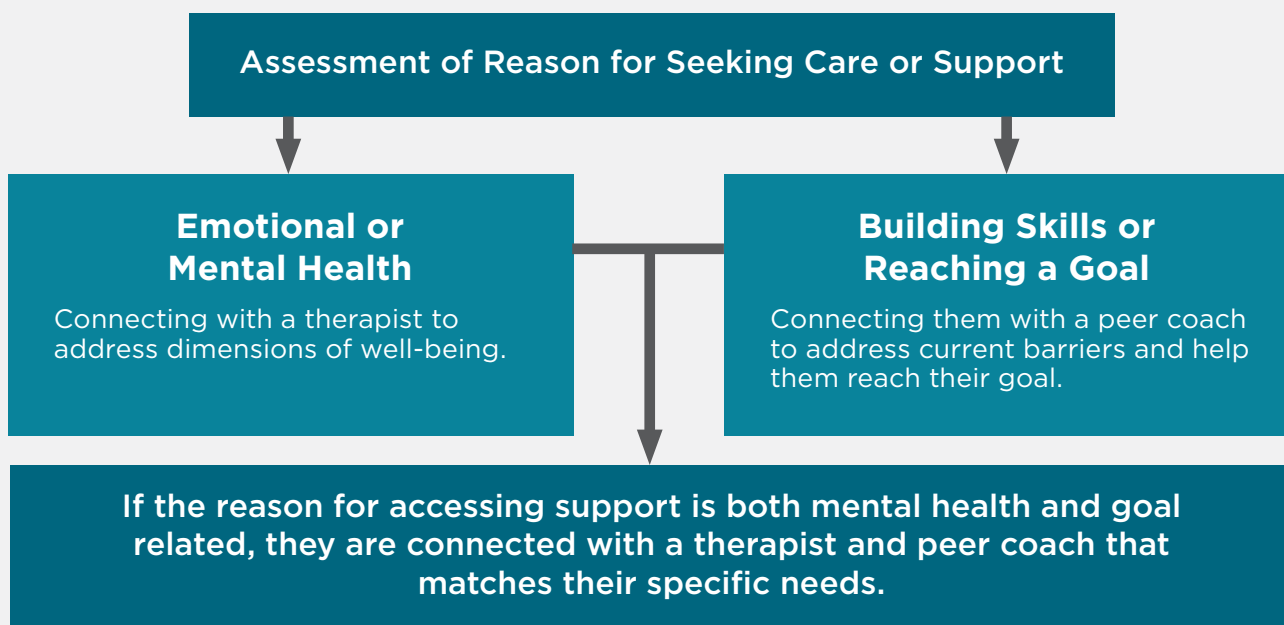 Assessment of Reason for Seeking Care or Support
Emotional or
Mental Health
Connecting with a therapist to
address dimensions of well-being.
Building Skills or
Reaching a Goal
Connecting them with a peer coach
to address current barriers and help
them reach their goal.
If the reason for accessing support is both mental health and goal
related, they are connected with a therapist and peer coach that
matches their specific needs.